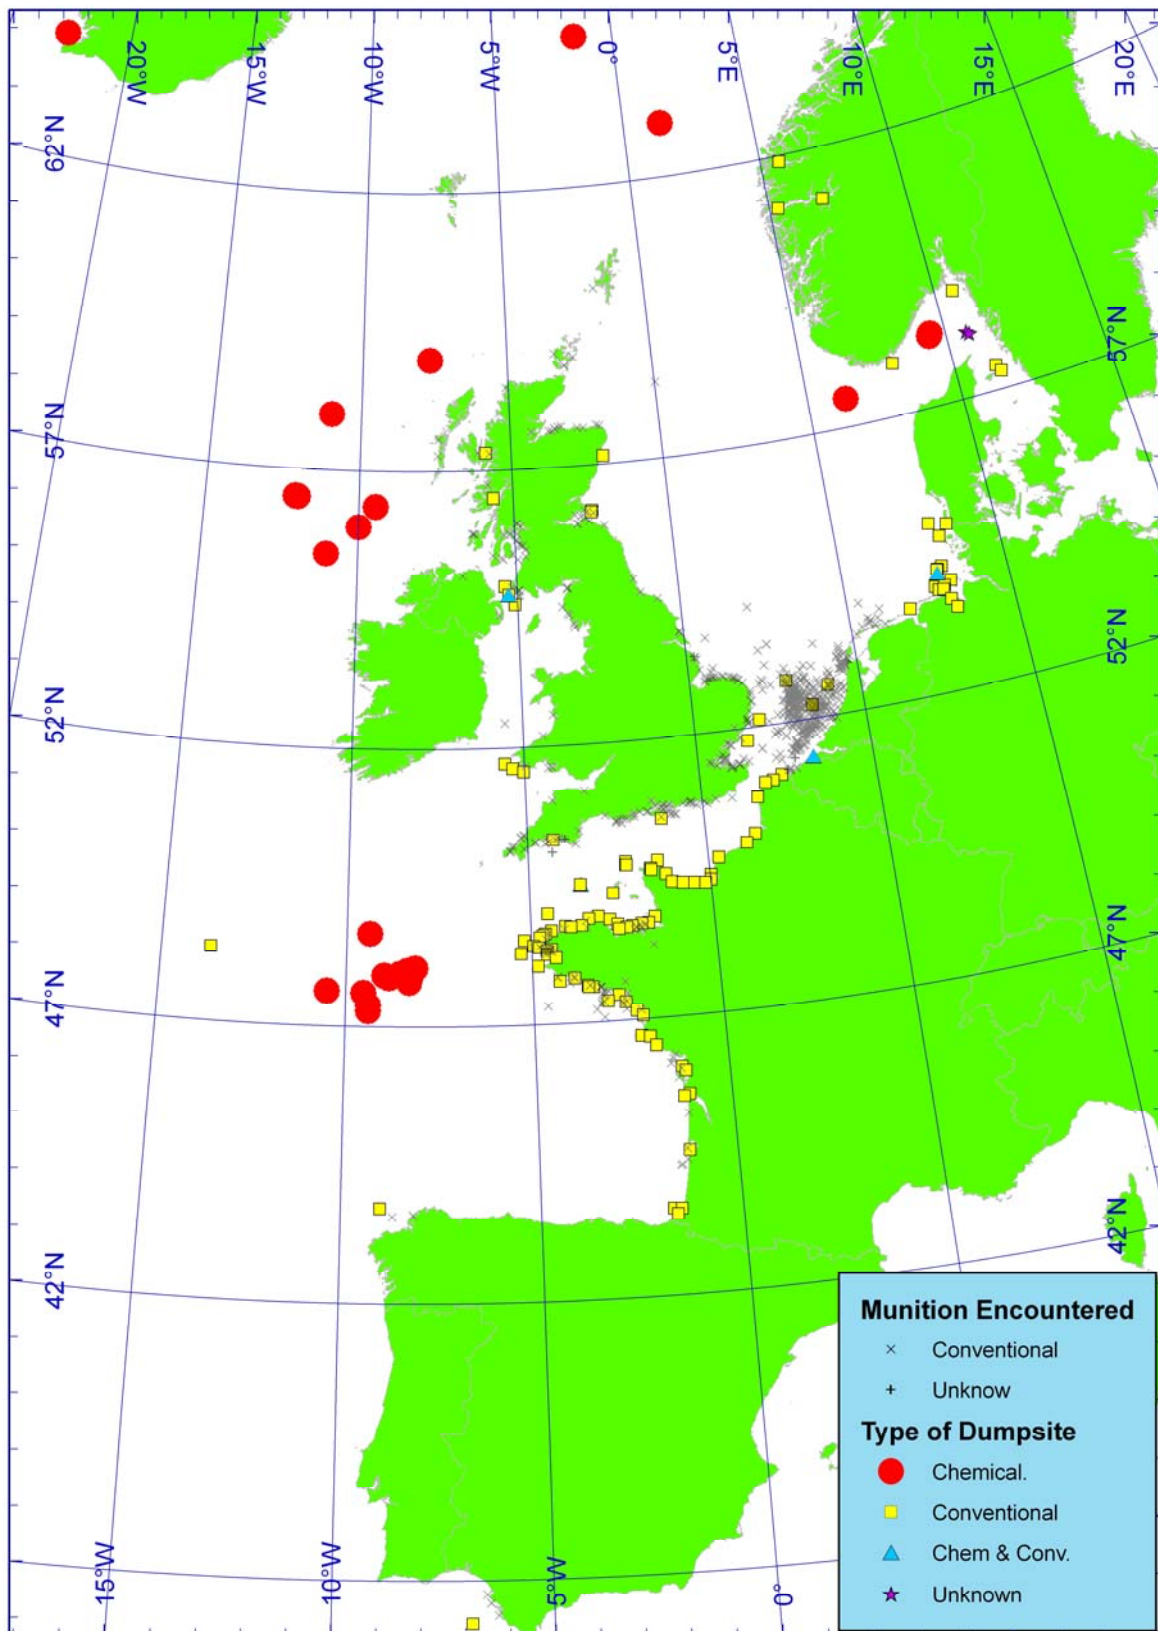 20°W
15°W
10°W
5°W
0°
5°E
10°E
15°E
20°E
62°N
57°N
57°N
52°N
52°N
47°N
47°N
42°N
42°N
15°W
10°W
5°W
0°
Munition Encountered
Conventional
Unknow
Type of Dumpsite
Chemical.
Conventional
Chem & Conv.
Unknown